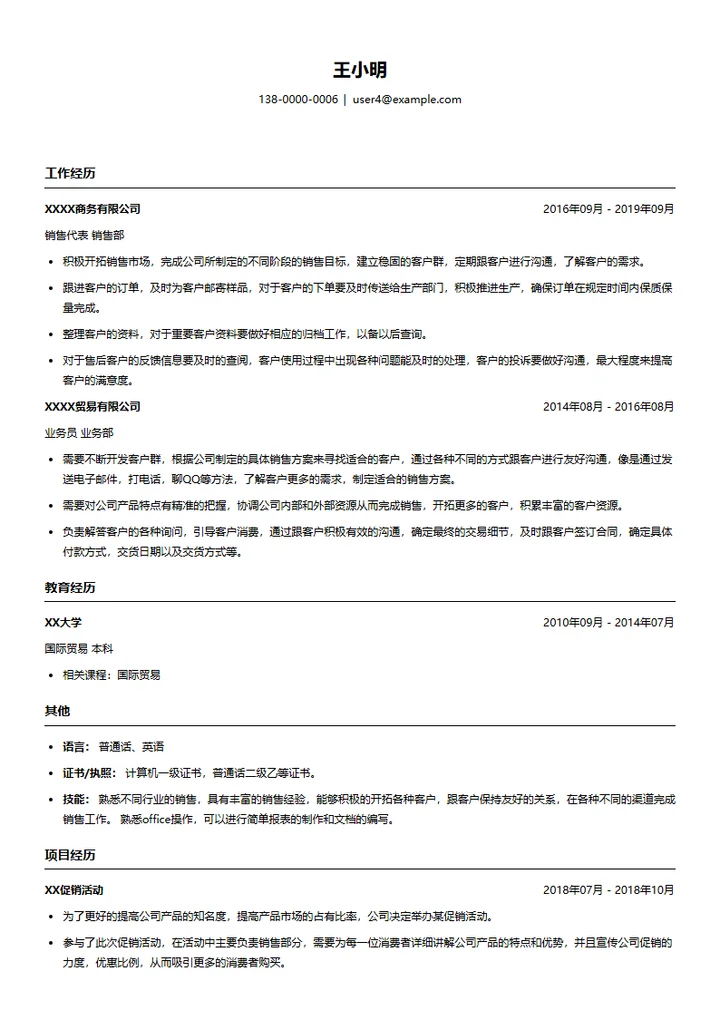 王小明
138-0000-0006 | user4@example.com
工作经历
XXXX商务有限公司 2016年09月 - 2019年09月
销售代表 销售部
• 积极开拓销售市场，完成公司所制定的不同阶段的销售目标，建立稳固的客户群，定期跟客户进行沟通，了解客户的需求。
• 跟进客户的订单，及时为客户邮寄样品，对于客户的下单要及时传送给生产部门，积极推进生产，确保订单在规定时间内保质保
量完成。
• 整理客户的资料，对于重要客户资料要做好相应的归档工作，以备以后查询。
• 对于售后客户的反馈信息要及时的查阅，客户使用过程中出现各种问题能及时的处理，客户的投诉要做好沟通，最大程度来提高
客户的满意度。
XXXX贸易有限公司 2014年08月 - 2016年08月
业务员 业务部
• 需要不断开发客户群，根据公司制定的具体销售方案来寻找适合的客户，通过各种不同的方式跟客户进行友好沟通，像是通过发
送电子邮件，打电话，聊QQ等方法，了解客户更多的需求，制定适合的销售方案。
• 需要对公司产品特点有精准的把握，协调公司内部和外部资源从而完成销售，开拓更多的客户，积累丰富的客户资源。
• 负责解答客户的各种询问，引导客户消费，通过跟客户积极有效的沟通，确定最终的交易细节，及时跟客户签订合同，确定具体
付款方式，交货日期以及交货方式等。
教育经历
XX大学 2010年09月 - 2014年07月
国际贸易 本科
• 相关课程：国际贸易
其他
• 语言： 普通话、英语
• 证书/执照： 计算机一级证书，普通话二级乙等证书。
• 技能： 熟悉不同行业的销售，具有丰富的销售经验，能够积极的开拓各种客户，跟客户保持友好的关系，在各种不同的渠道完成
销售工作。 熟悉office操作，可以进行简单报表的制作和文档的编写。
项目经历
XX促销活动 2018年07月 - 2018年10月
• 为了更好的提高公司产品的知名度，提高产品市场的占有比率，公司决定举办某促销活动。
• 参与了此次促销活动，在活动中主要负责销售部分，需要为每一位消费者详细讲解公司产品的特点和优势，并且宣传公司促销的
力度，优惠比例，从而吸引更多的消费者购买。